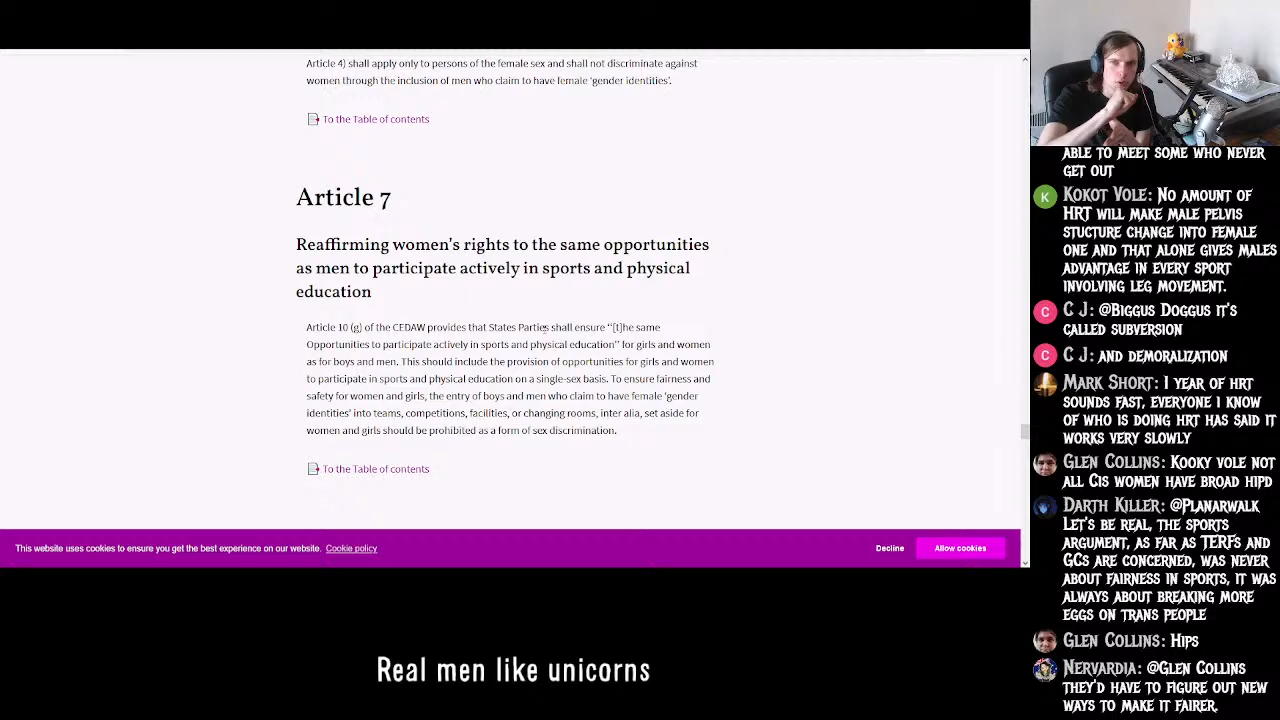 Article 4) shall apply only to persons of the female sex and shall not discriminate against
women through the inclusion of men who claim to have female 'gender identities'.
To the Table of contents
Article 7
Reaffirming women's rights to the same opportunities
as men to participate actively in sports and physical
education
Article 10 (g) of the CEDAW provides that States Parties shall ensure "[t]he same
Opportunities to participate actively in sports and physical education" for girls and women
as for boys and men. This should include the provision of opportunities for girls and women
to participate in sports and physical education on a single-sex basis. To ensure fairness and
safety for women and girls, the entry of boys and men who claim to have female 'gender
identities' into teams, competitions, facilities, or changing rooms, inter alia, set aside for
women and girls should be prohibited as a form of sex discrimination.
To the Table of contents
This website uses cookies to ensure you get the best experience on our website. Cookie policy
Decline
Allow cookies
Real men like unicorns
ABLE TO MEET SOME WHO NEVER
GET OUT
K
KOKOT VOLE: NO AMOUNT OF
HRT WILL MAKE MALE PELVIS
STUCTURE CHANGE INTO FEMALE
ONE AND THAT ALONE GIVES MALES
ADVANTAGE IN EVERY SPORT
INVOLVING LEG MOVEMENT.
C
C J: @BIGGUS DOGGUS IT'S
CALLED SUBVERSION
C
C J: AND DEMORALIZATION
MARK SHORT: 1 YEAR OF HRT
SOUNDS FAST, EVERYONE I KNOW
OF WHO IS DOING HRT HAS SAID IT
WORKS VERY SLOWLY
GLEN COLLINS: KOOKY VOLE NOT
ALL CIS WOMEN HAVE BROAD HIPD
DARTH KILLER: @PLANARWALK
LET'S BE REAL, THE SPORTS
ARGUMENT, AS FAR AS TERFS AND
GCS ARE CONCERNED, WAS NEVER
ABOUT FAIRNESS IN SPORTS, IT WAS
ALWAYS ABOUT BREAKING MORE
EGGS ON TRANS PEOPLE
GLEN COLLINS: HIPS
NERVARDIA: @GLEN COLLINS
THEY'D HAVE TO FIGURE OUT NEW
WAYS TO MAKE IT FAIRER.